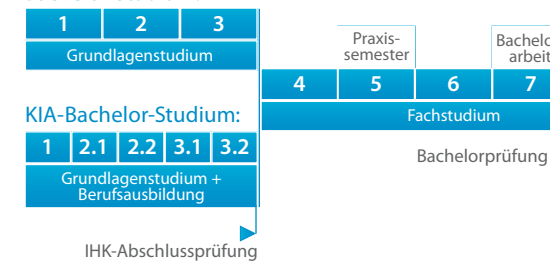 1 2 3
Grundlagenstudium
Praxis-
semester
4 5 6 7
Fachstudium
Bachelorprüfung
KIA-Bachelor-Studium:
1 2.1 2.2 3.1 3.2
Grundlagenstudium +
Berufsausbildung
IHK-Abschlussprüfung